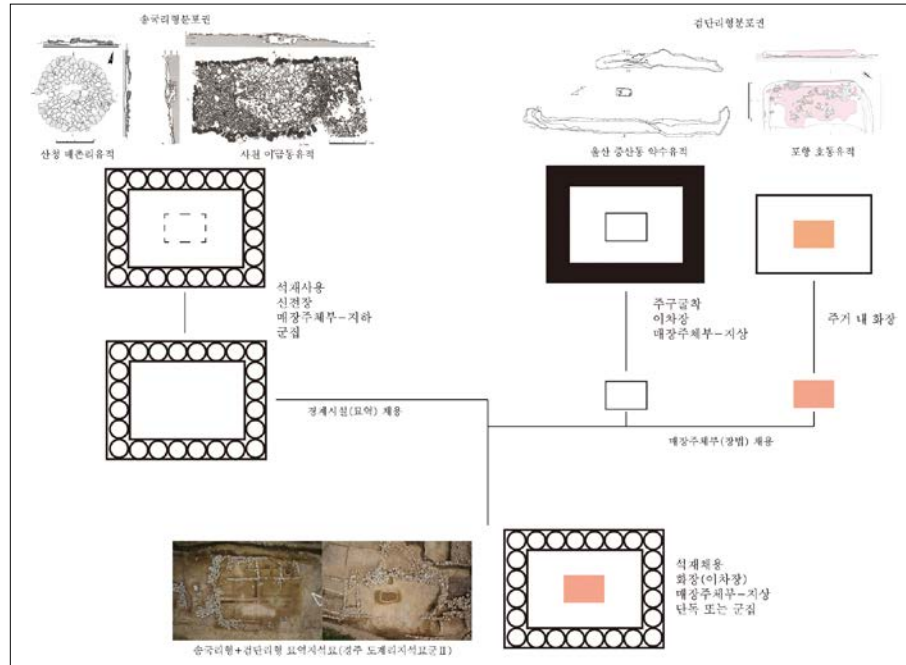 송국리형분포권
검단리형분포권
산청 매촌리유적
사천 이금동유적
울산 중산동 약수유적
포항 호동유적
석재사용
신전장
매장주체부-지하
군집
주구굴착
이차장
매장주체부-지상
주거 내 화장
경계시설(묘역) 채용
매장주체부(장법) 채용
석재채용
화장(이차장)
매장주체부-지상
단독 또는 군집
송국리형+검단리형 묘역지석묘(경주 도계리지석묘군Ⅱ)